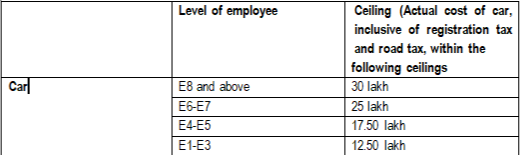 Level of employee
Ceiling (Actual cost of car,
inclusive of registration tax
and road tax, within the
following ceilings
Car
E8 and above
30 lakh
E6-E7
25 lakh
E4-E5
17.50 lakh
E1-E3
12.50 lakh